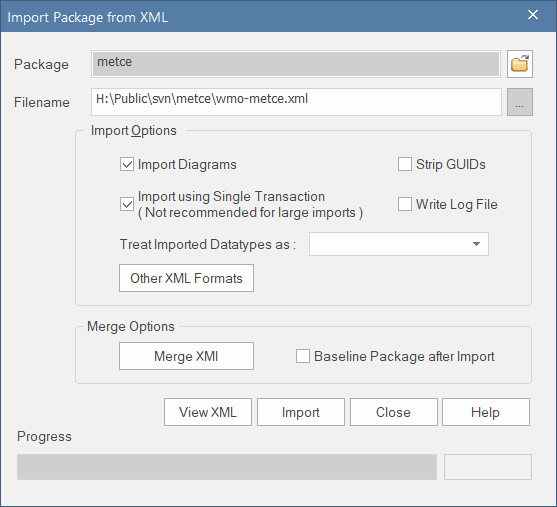 Import Package from XML
Package
metce
Filename
H:\Public\svn\metce\wmo-metce.xml
...
Import Options
Import Diagrams
Strip GUIDs
Import using Single Transaction
( Not recommended for large imports )
Write Log File
Treat Imported Datatypes as :
Other XML Formats
Merge Options
Merge XMI
Baseline Package after Import
View XML
Import
Close
Help
Progress